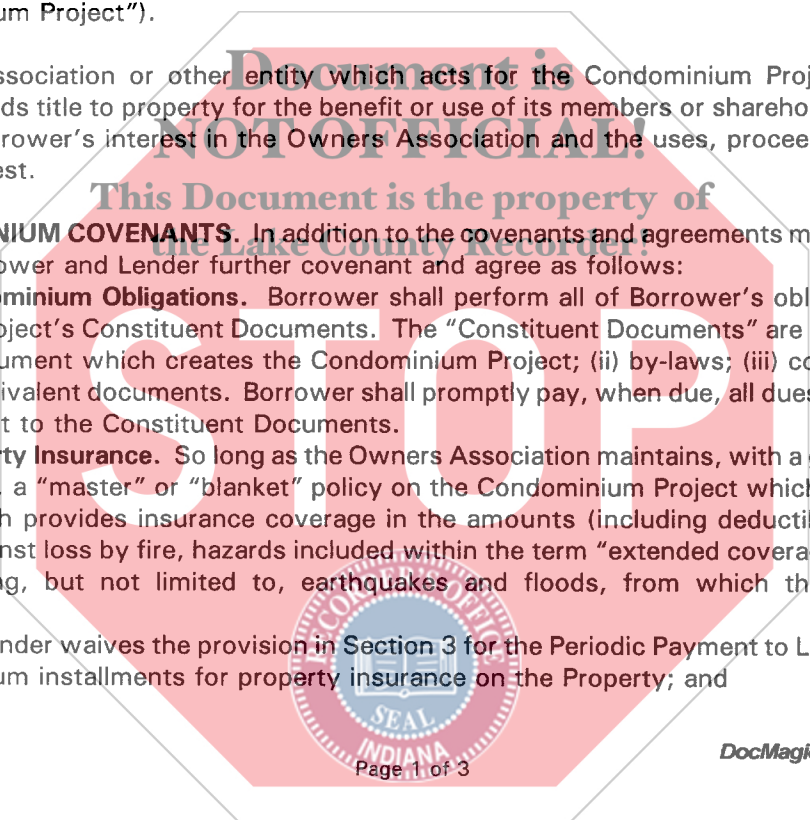 um Project").
Document is
ssociation or other entity which acts for the Condominium Proj
ds title to property for the benefit or use of its members or shareho
rower's interest in the Owners Association and the uses, procee
NOT OFFICIAL!
est.
This Document is the property of
NIUM COVENANTS. In addition to the covenants and agreements m
the Lake County Recorder!
ower and Lender further covenant and agree as follows:
ominium Obligations. Borrower shall perform all of Borrower's obl
oject's Constituent Documents. The "Constituent Documents" are
ument which creates the Condominium Project; (ii) by-laws; (iii) co
ivalent documents. Borrower shall promptly pay, when due, all dues
t to the Constituent Documents.
STOP
ty Insurance. So long as the Owners Association maintains, with a
, a "master" or "blanket" policy on the Condominium Project which
h provides insurance coverage in the amounts (including deductil
nst loss by fire, hazards included within the term "extended covera
ng, but not limited to, earthquakes and floods, from which th
RECORDER'S OFFICE
nder waives the provision in Section 3 for the Periodic Payment to L
um installments for property insurance on the Property; and
SEAL
INDIANA
DocMagic
Page 1 of 3